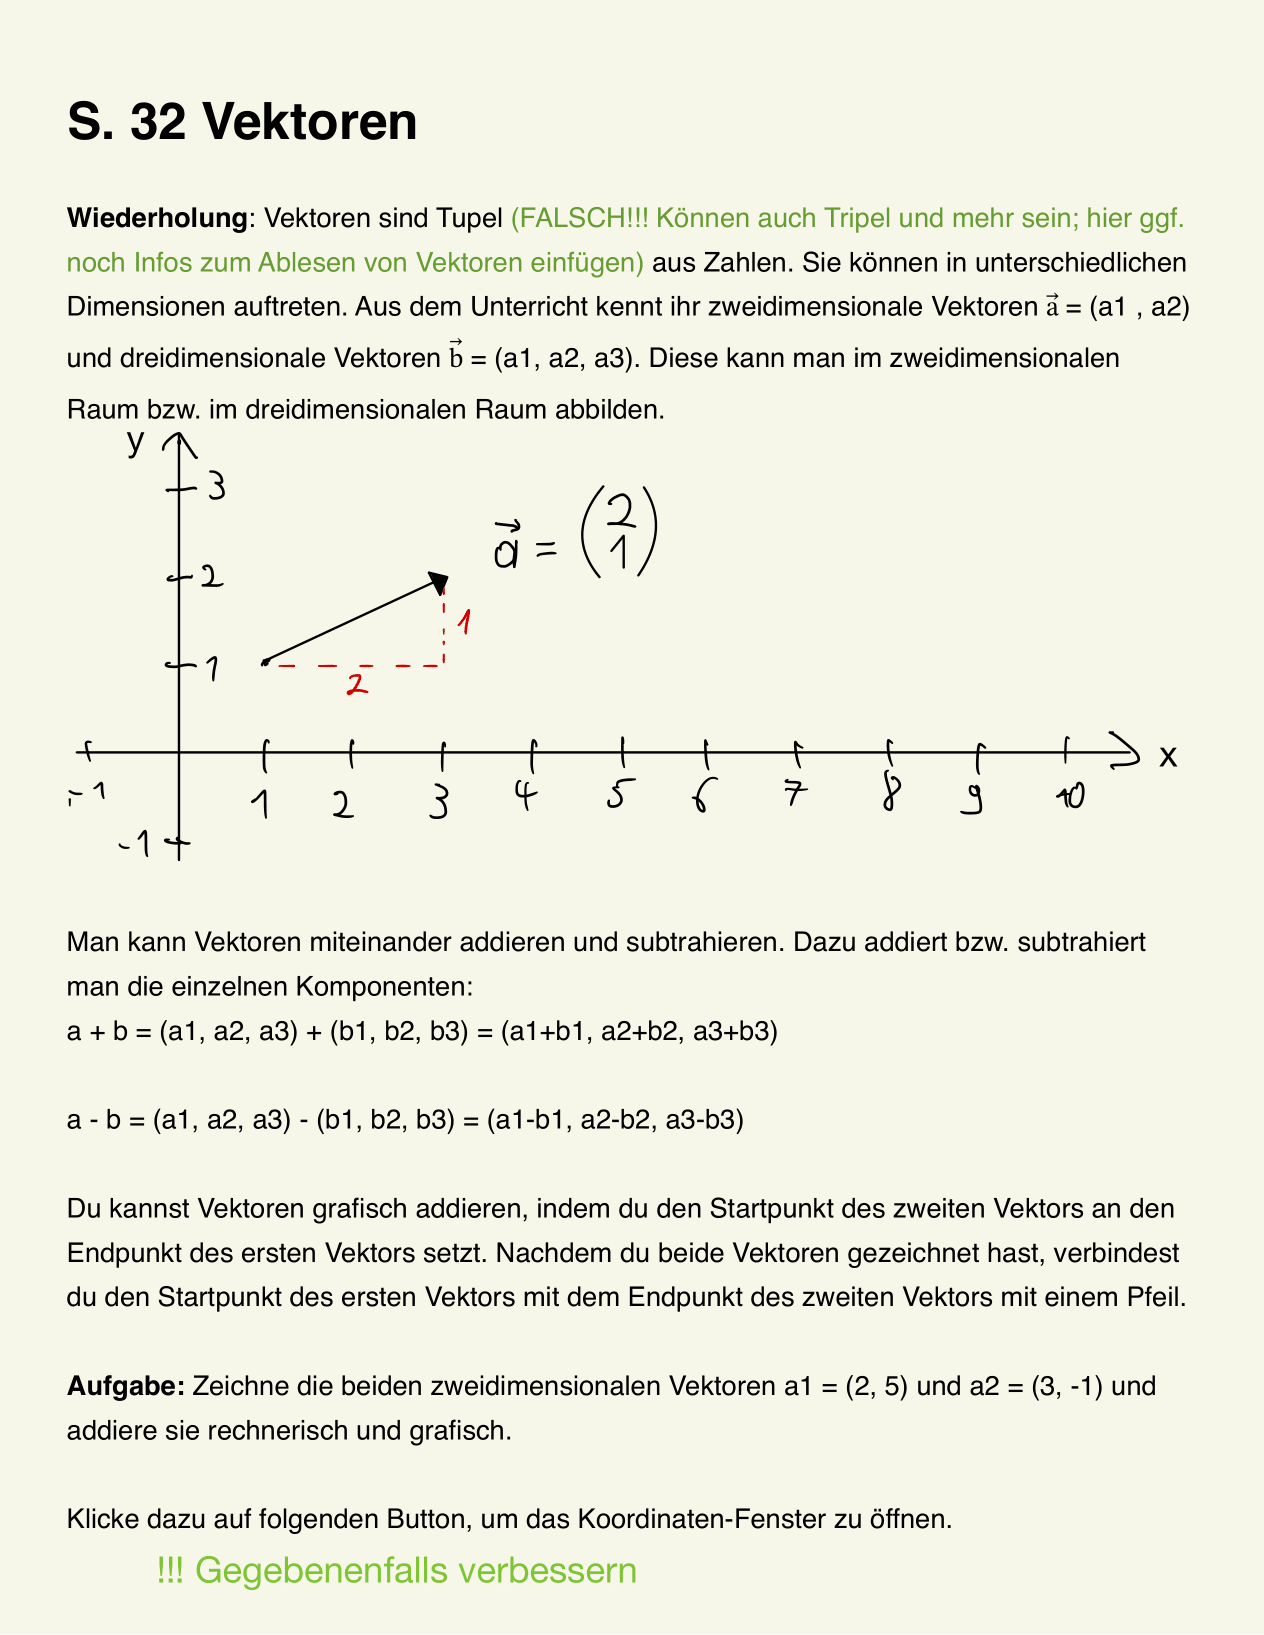 S. 32 Vektoren
Wiederholung: Vektoren sind Tupel (FALSCH!!! Können auch Tripel und mehr sein; hier ggf.
noch Infos zum Ablesen von Vektoren einfügen) aus Zahlen. Sie können in unterschiedlichen
Dimensionen auftreten. Aus dem Unterricht kennt ihr zweidimensionale Vektoren a⃗ = (a1 , a2)
und dreidimensionale Vektoren b⃗ = (a1, a2, a3). Diese kann man im zweidimensionalen
Raum bzw. im dreidimensionalen Raum abbilden.
y
3
a⃗ = (2
1)
2
1
1
2
x
-1 1 2 3 4 5 6 7 8 9 10
-1
Man kann Vektoren miteinander addieren und subtrahieren. Dazu addiert bzw. subtrahiert
man die einzelnen Komponenten:
a + b = (a1, a2, a3) + (b1, b2, b3) = (a1+b1, a2+b2, a3+b3)
a - b = (a1, a2, a3) - (b1, b2, b3) = (a1-b1, a2-b2, a3-b3)
Du kannst Vektoren grafisch addieren, indem du den Startpunkt des zweiten Vektors an den
Endpunkt des ersten Vektors setzt. Nachdem du beide Vektoren gezeichnet hast, verbindest
du den Startpunkt des ersten Vektors mit dem Endpunkt des zweiten Vektors mit einem Pfeil.
Aufgabe: Zeichne die beiden zweidimensionalen Vektoren a1 = (2, 5) und a2 = (3, -1) und
addiere sie rechnerisch und grafisch.
Klicke dazu auf folgenden Button, um das Koordinaten-Fenster zu öffnen.
!!! Gegebenenfalls verbessern